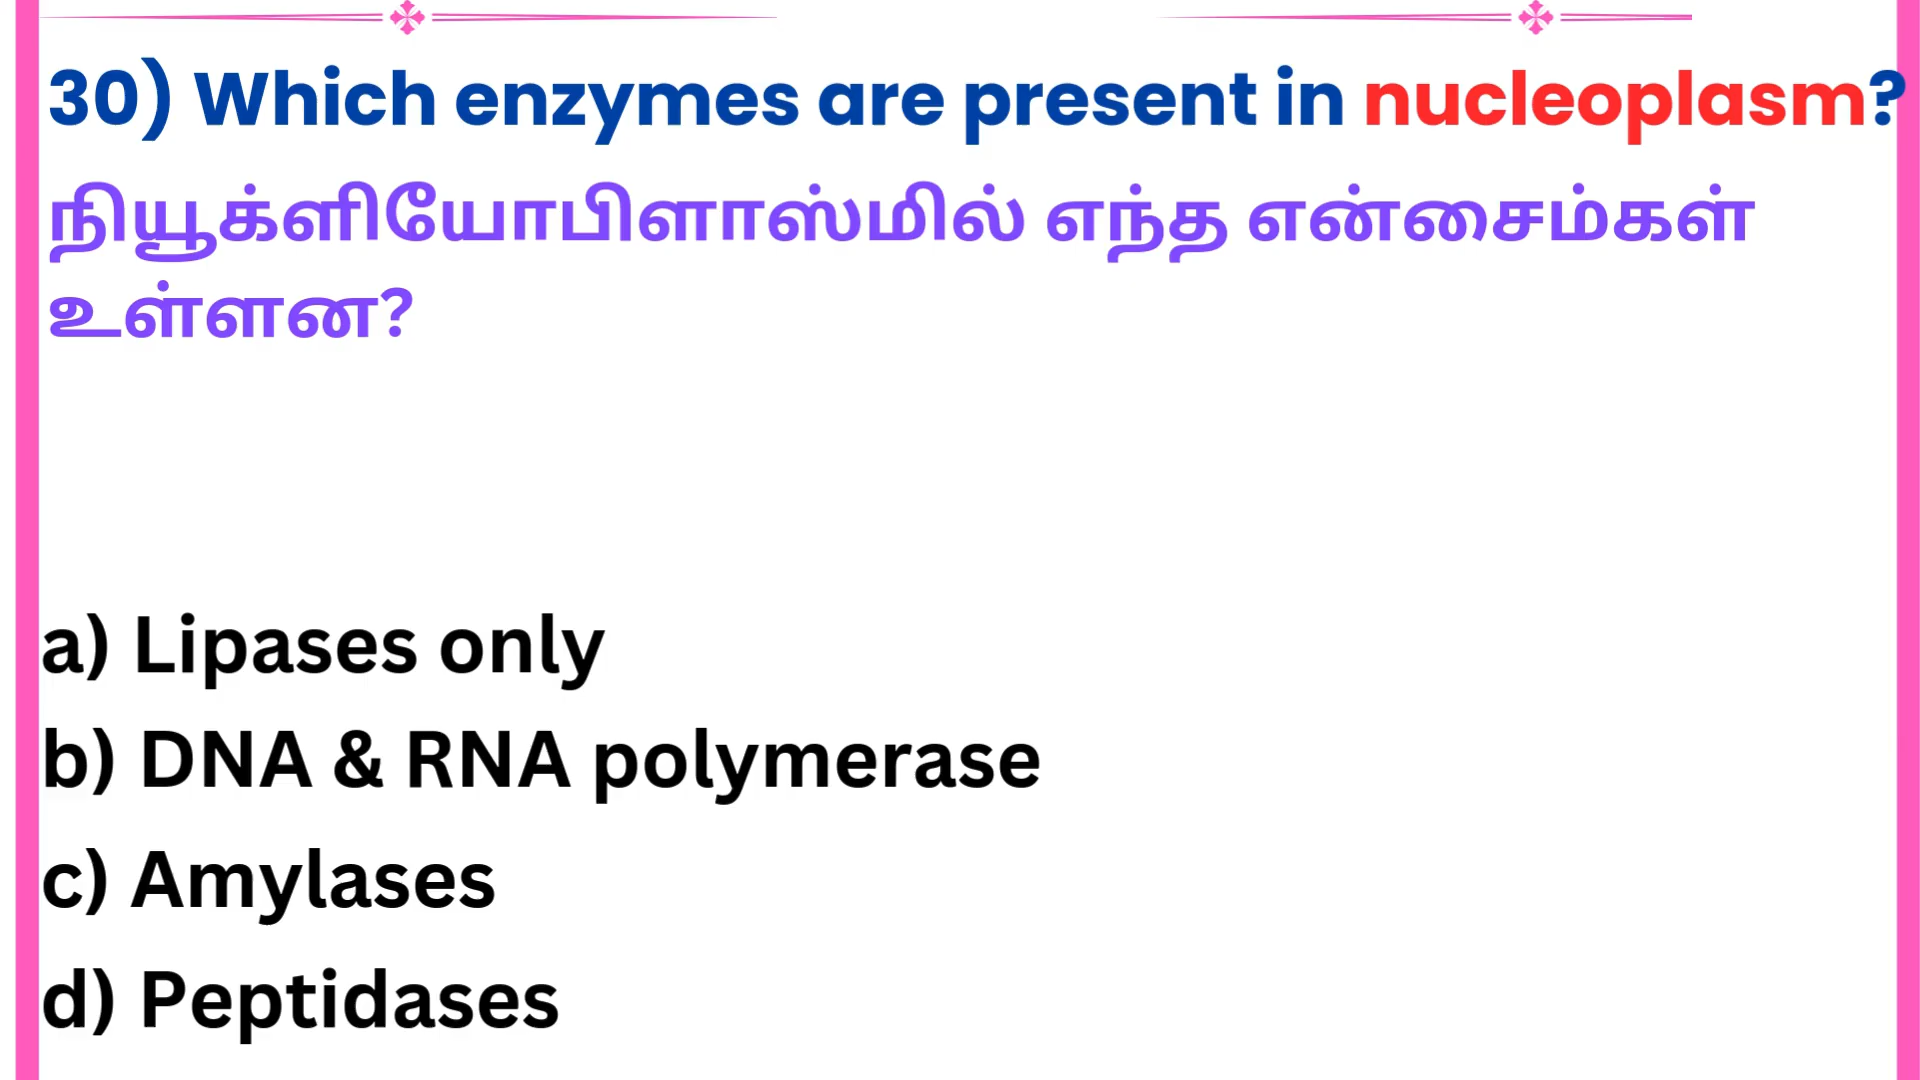 30) Which enzymes are present in nucleoplasm?
நியூக்ளியோபிளாஸ்மில் எந்த என்சைம்கள்
உள்ளன?
a) Lipases only
b) DNA & RNA polymerase
c) Amylases
d) Peptidases